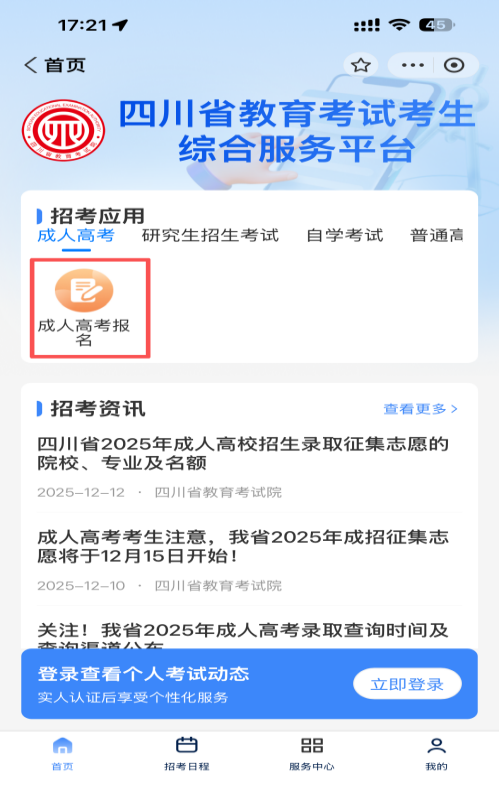 17:21
45
首页
四川省教育考试考生
综合服务平台
招考应用
成人高考
研究生招生考试
自学考试
普通高
成人高考报
名
招考资讯
查看更多 >
四川省2025年成人高校招生录取征集志愿的
院校、专业及名额
2025-12-12 · 四川省教育考试院
成人高考考生注意，我省2025年成招征集志
愿将于12月15日开始！
2025-12-10 · 四川省教育考试院
关注！我省2025年成人高考录取查询时间及
查询渠道公布
登录查看个人考试动态
实人认证后享受个性化服务
立即登录
首页
招考日程
服务中心
我的